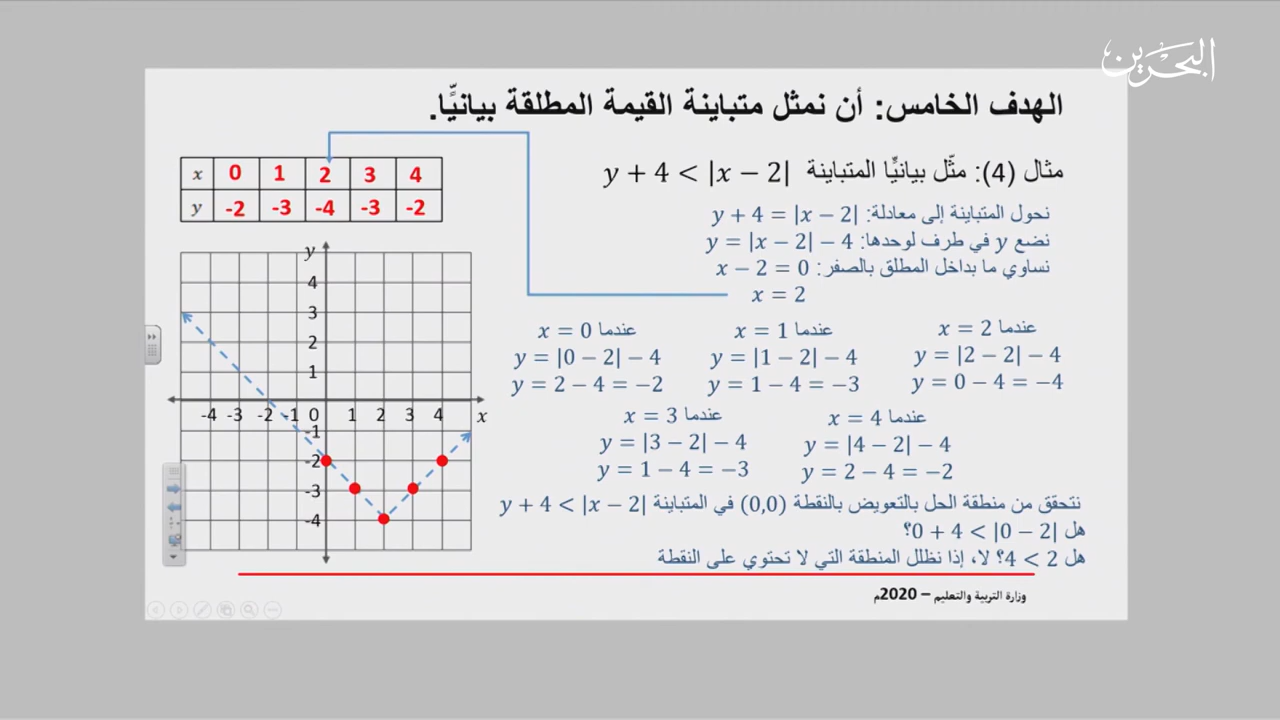 البحرين
الهدف الخامس: أن نمثل متباينة القيمة المطلقة بيانيًّا.
مثال (4): مثّل بيانيًّا المتباينة y + 4 < |x − 2|
نحول المتباينة إلى معادلة: y + 4 = |x − 2|
نضع y في طرف لوحدها: y = |x − 2| − 4
نساوي ما بداخل المطلق بالصفر: x − 2 = 0
x = 2
x 0 1 2 3 4
y -2 -3 -4 -3 -2
عندما x = 2
y = |2 − 2| − 4
y = 0 − 4 = −4
عندما x = 1
y = |1 − 2| − 4
y = 1 − 4 = −3
عندما x = 0
y = |0 − 2| − 4
y = 2 − 4 = −2
عندما x = 4
y = |4 − 2| − 4
y = 2 − 4 = −2
عندما x = 3
y = |3 − 2| − 4
y = 1 − 4 = −3
y
4
3
2
1
-4 -3 -2 -1 0 1 2 3 4 x
-1
-2
-3
-4
نتحقق من منطقة الحل بالتعويض بالنقطة (0,0) في المتباينة y + 4 < |x − 2|
هل 0 + 4 < |0 − 2|؟
هل 4 < 2؟ لا، إذا نظلل المنطقة التي لا تحتوي على النقطة
وزارة التربية والتعليم – 2020م